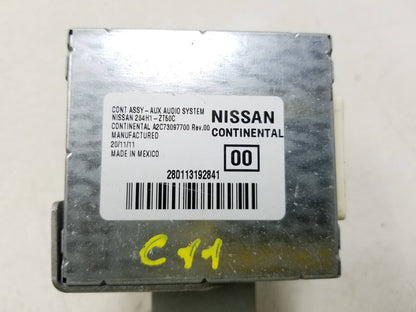 CONT ASSY-AUX AUDIO SYSTEM
NISSAN 284H1-ZT60C
CONTINENTAL A2C73097700 Rev.00
MANUFACTURED
20/11/11
MADE IN MEXICO
NISSAN
CONTINENTAL
00
280113192841
C11